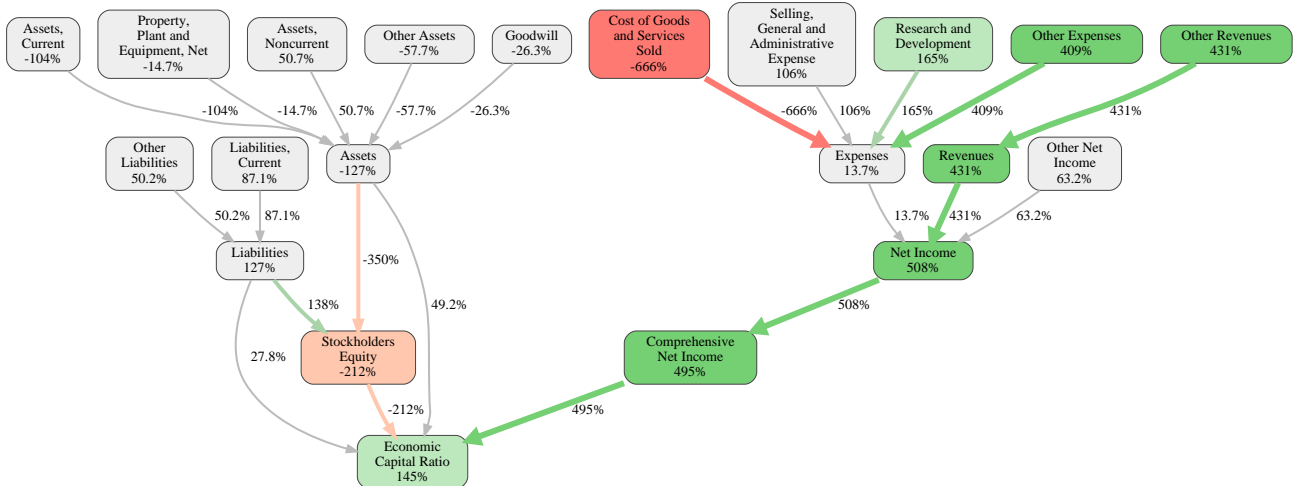 Assets,
Current
-104%
Property,
Plant and
Equipment, Net
-14.7%
Assets,
Noncurrent
50.7%
Other Assets
-57.7%
Goodwill
-26.3%
Cost of Goods
and Services
Sold
-666%
Selling,
General and
Administrative
Expense
106%
Research and
Development
165%
Other Expenses
409%
Other Revenues
431%
-104%
-14.7%
50.7%
-57.7%
-26.3%
-666%
106%
165%
409%
431%
Other
Liabilities
50.2%
Liabilities,
Current
87.1%
Assets
-127%
Expenses
13.7%
Revenues
431%
Other Net
Income
63.2%
50.2%
87.1%
13.7%
431%
63.2%
Liabilities
127%
-350%
Net Income
508%
138%
49.2%
508%
27.8%
Stockholders
Equity
-212%
Comprehensive
Net Income
495%
-212%
495%
Economic
Capital Ratio
145%